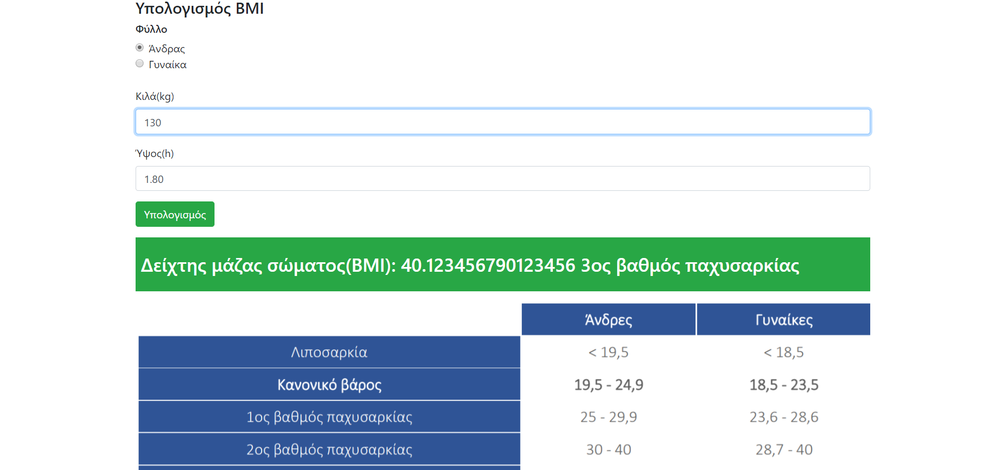 Υπολογισμός BMI
Φύλλο
Άνδρας
Γυναίκα
Κιλά(kg)
130
Ύψος(h)
1.80
Υπολογισμός
Δείχτης μάζας σώματος(BMI): 40.123456790123456 3ος βαθμός παχυσαρκίας
Άνδρες Γυναίκες
Λιποσαρκία < 19,5 < 18,5
Κανονικό βάρος 19,5 - 24,9 18,5 - 23,5
1ος βαθμός παχυσαρκίας 25 - 29,9 23,6 - 28,6
2ος βαθμός παχυσαρκίας 30 - 40 28,7 - 40